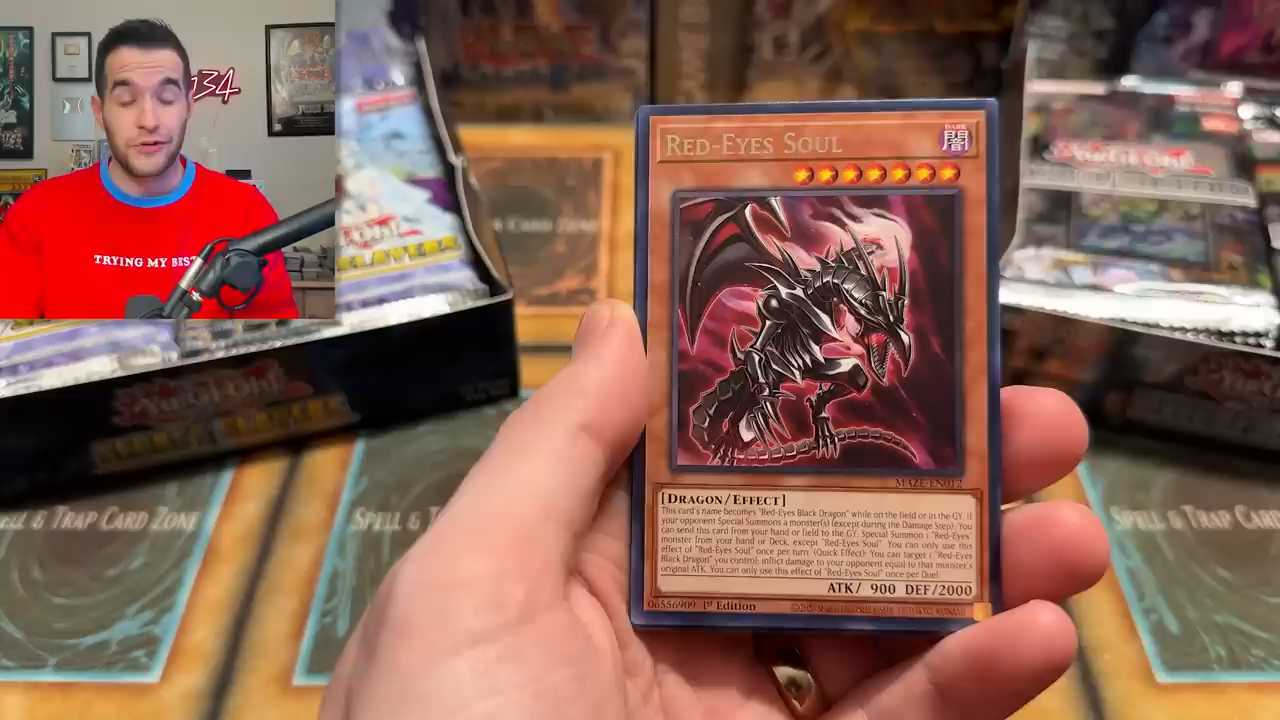 134
TRYING MY BEST
RED-EYES SOUL
DARK
闇
MAZE-EN012
[DRAGON/EFFECT]
This card's name becomes "Red-Eyes Black Dragon" while on the field or in the GY. If
your opponent Special Summons a monster(s) (except during the Damage Step): You
can send this card from your hand or field to the GY; Special Summon 1 "Red-Eyes"
monster from your hand or Deck, except "Red-Eyes Soul". You can only use this
effect of "Red-Eyes Soul" once per turn. (Quick Effect): You can target 1 "Red-Eyes
Black Dragon" you control; inflict damage to your opponent equal to that monster's
original ATK. You can only use this effect of "Red-Eyes Soul" once per Duel.
ATK/ 900 DEF/2000
06556909 1st Edition
SPELL & TRAP CARD ZONE
SPELL & T
SPELL & TRAP CARD